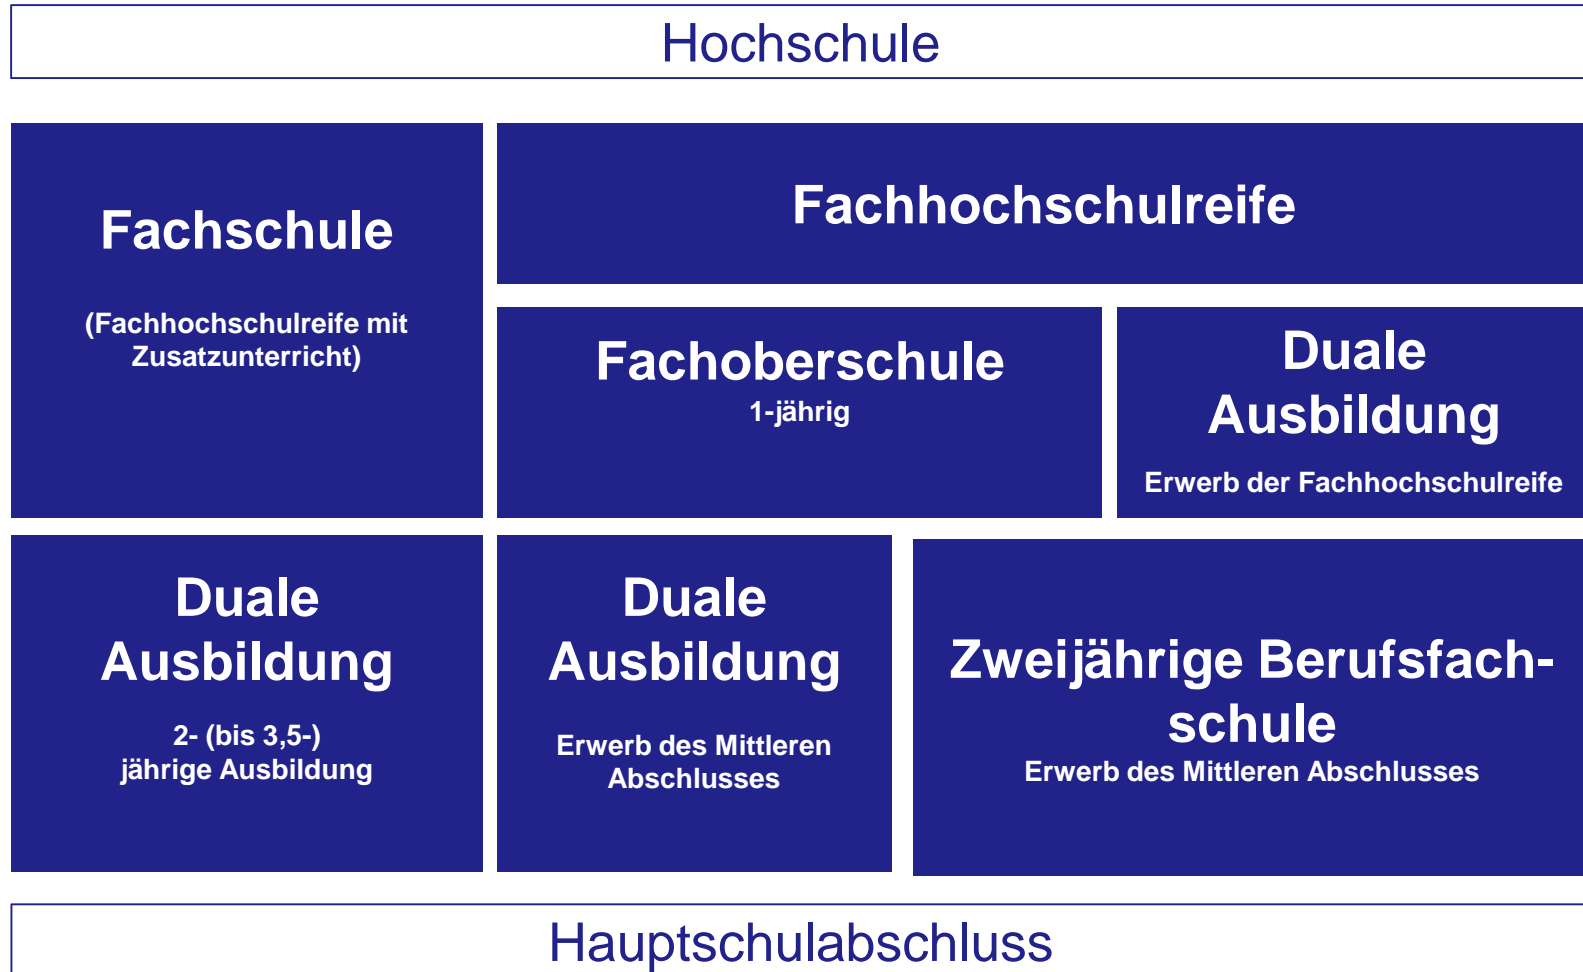 Hochschule
Fachschule
(Fachhochschulreife mit
Zusatzunterricht)
Fachhochschulreife
Fachoberschule
1-jährig
Duale
Ausbildung
Erwerb der Fachhochschulreife
Duale
Ausbildung
2- (bis 3,5-)
jährige Ausbildung
Duale
Ausbildung
Erwerb des Mittleren
Abschlusses
Zweijährige Berufsfach-
schule
Erwerb des Mittleren Abschlusses
Hauptschulabschluss